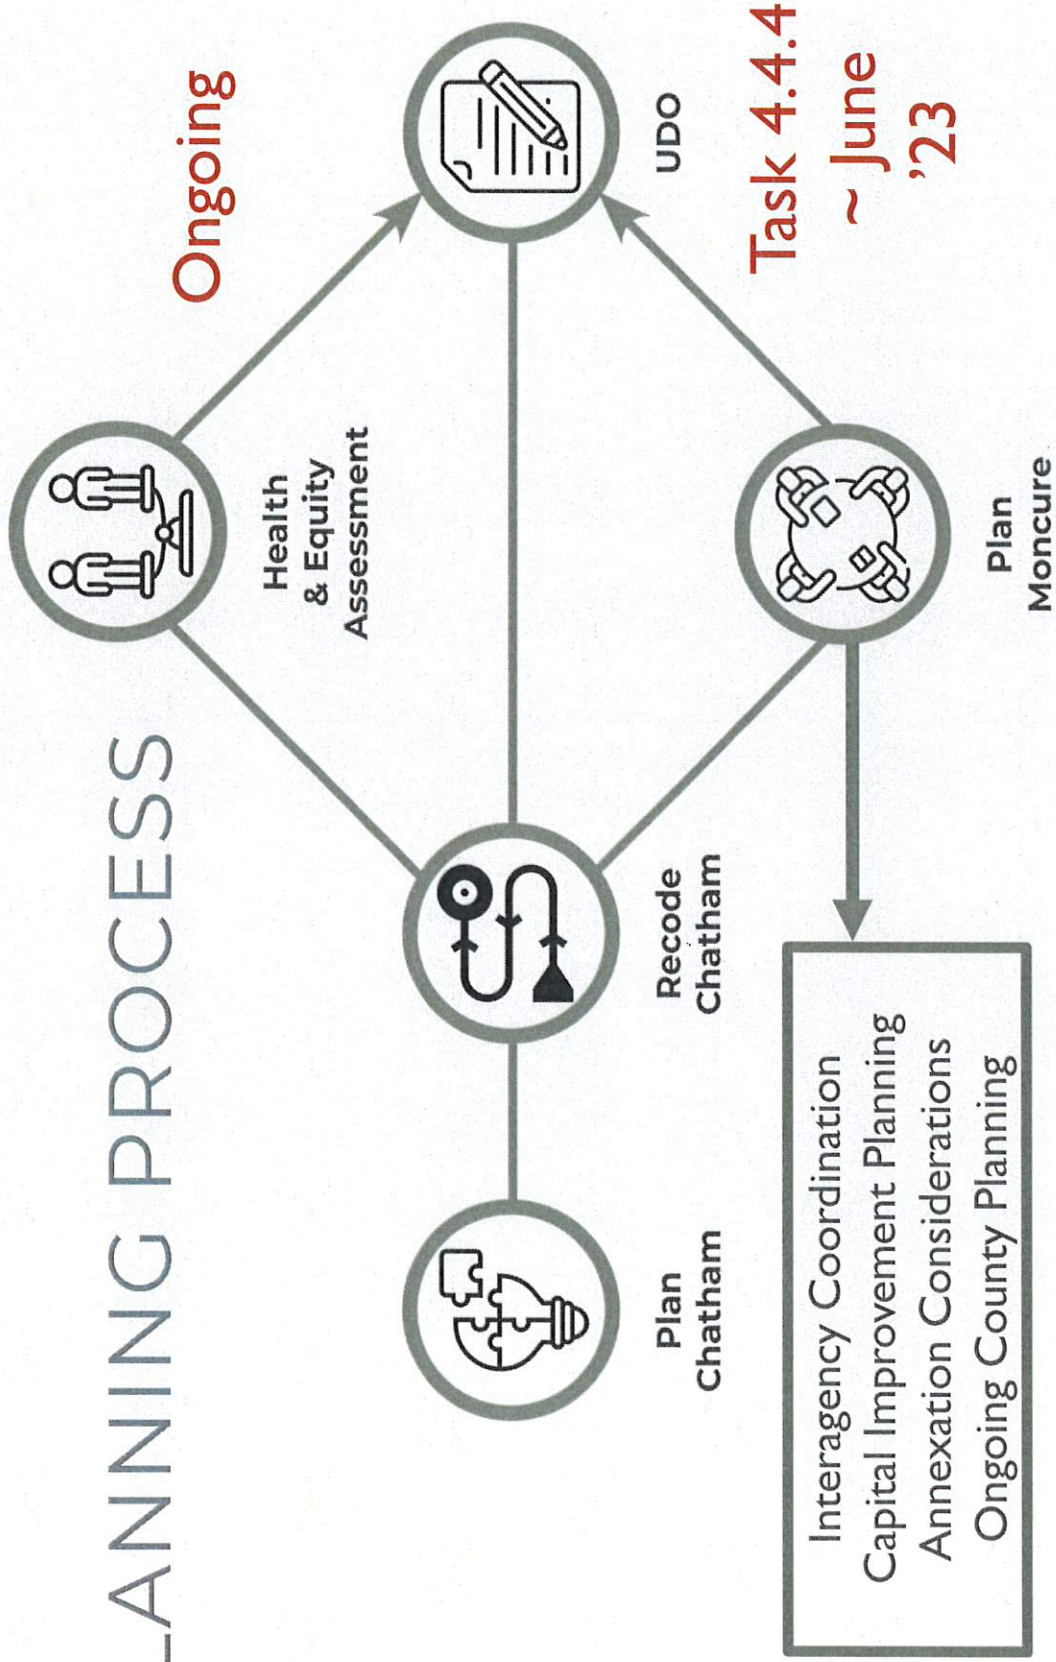 LANNING PROCESS
Ongoing
Health
& Equity
Assessment
Plan
Chatham
Recode
Chatham
UDO
Task 4.4.4
~ June
'23
Plan
Moncure
Interagency Coordination
Capital Improvement Planning
Annexation Considerations
Ongoing County Planning